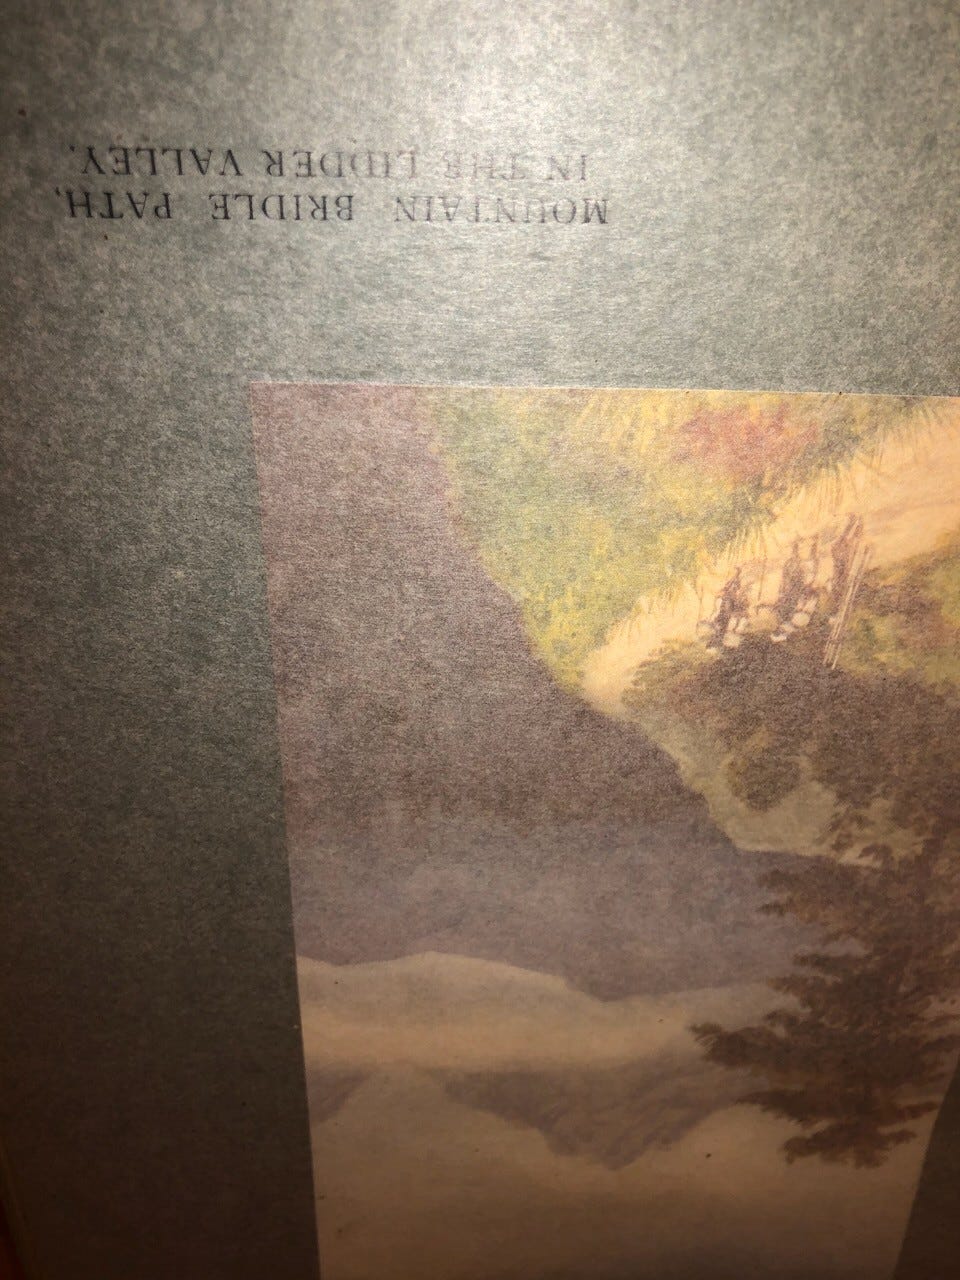 MOUNTAIN BRIDLE PATH,
IN THE LIDDER VALLEY.